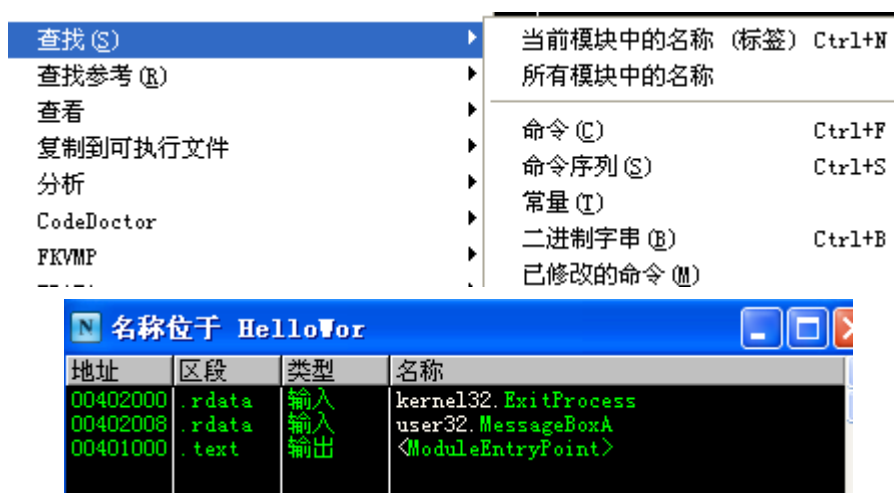 查找(S)
查找参考(R)
查看
复制到可执行文件
分析
CodeDoctor
FKVMP
当前模块中的名称 (标签) Ctrl+N
所有模块中的名称
命令(C) Ctrl+F
命令序列(S) Ctrl+S
常量(T)
二进制字串(B) Ctrl+B
已修改的命令(M)
N 名称位于 HelloWor
地址 区段 类型 名称
00402000 .rdata 输入 kernel32.ExitProcess
00402008 .rdata 输入 user32.MessageBoxA
00401000 .text 输出 <ModuleEntryPoint>